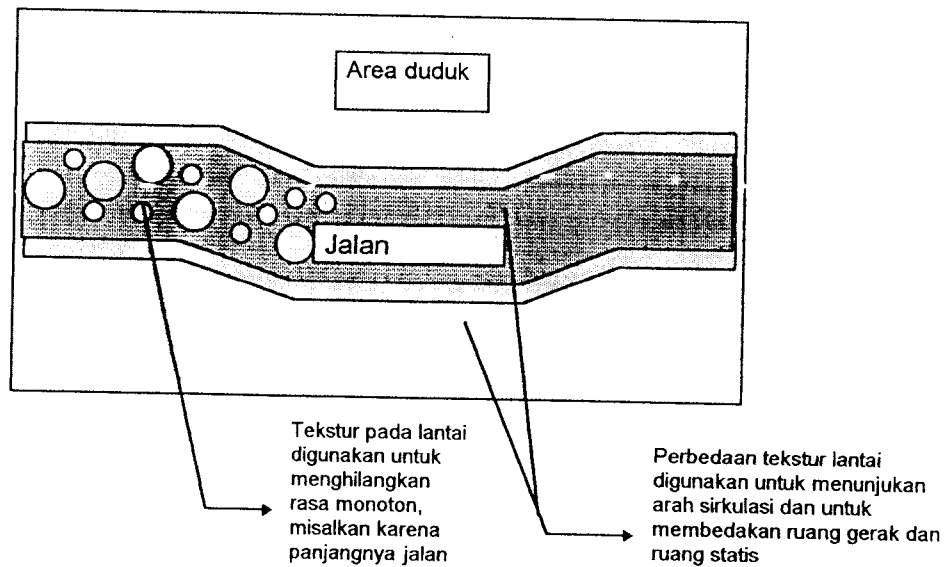 Area duduk
Jalan
Tekstur pada lantai
digunakan untuk
menghilangkan
rasa monoton,
misalkan karena
panjangnya jalan
Perbedaan tekstur lantai
digunakan untuk menunjukan
arah sirkulasi dan untuk
membedakan ruang gerak dan
ruang statis